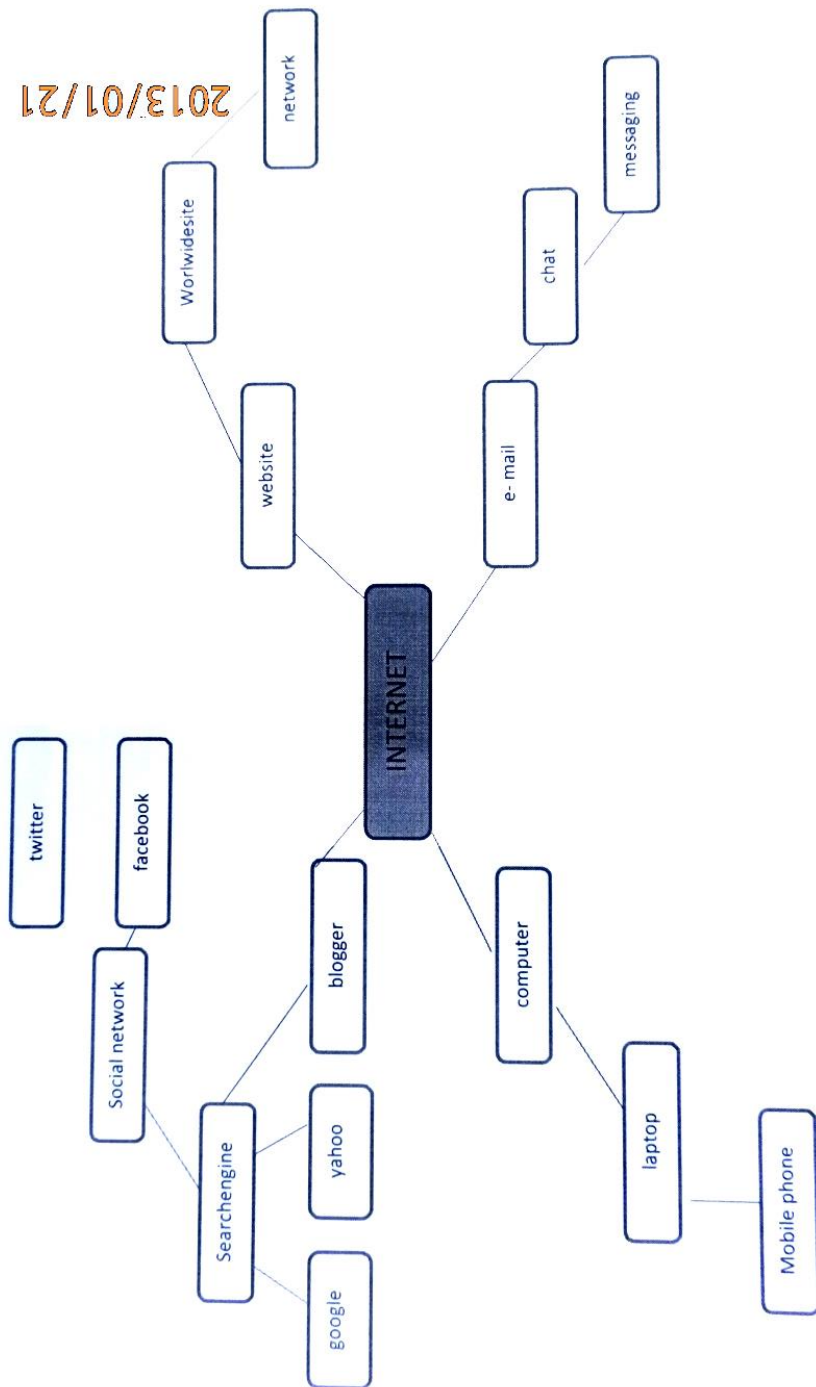 twitter
Social network
facebook
Searchengine
google
yahoo
blogger
INTERNET
website
Worlwidesite
network
computer
laptop
Mobile phone
e- mail
chat
messaging
2013/01/21